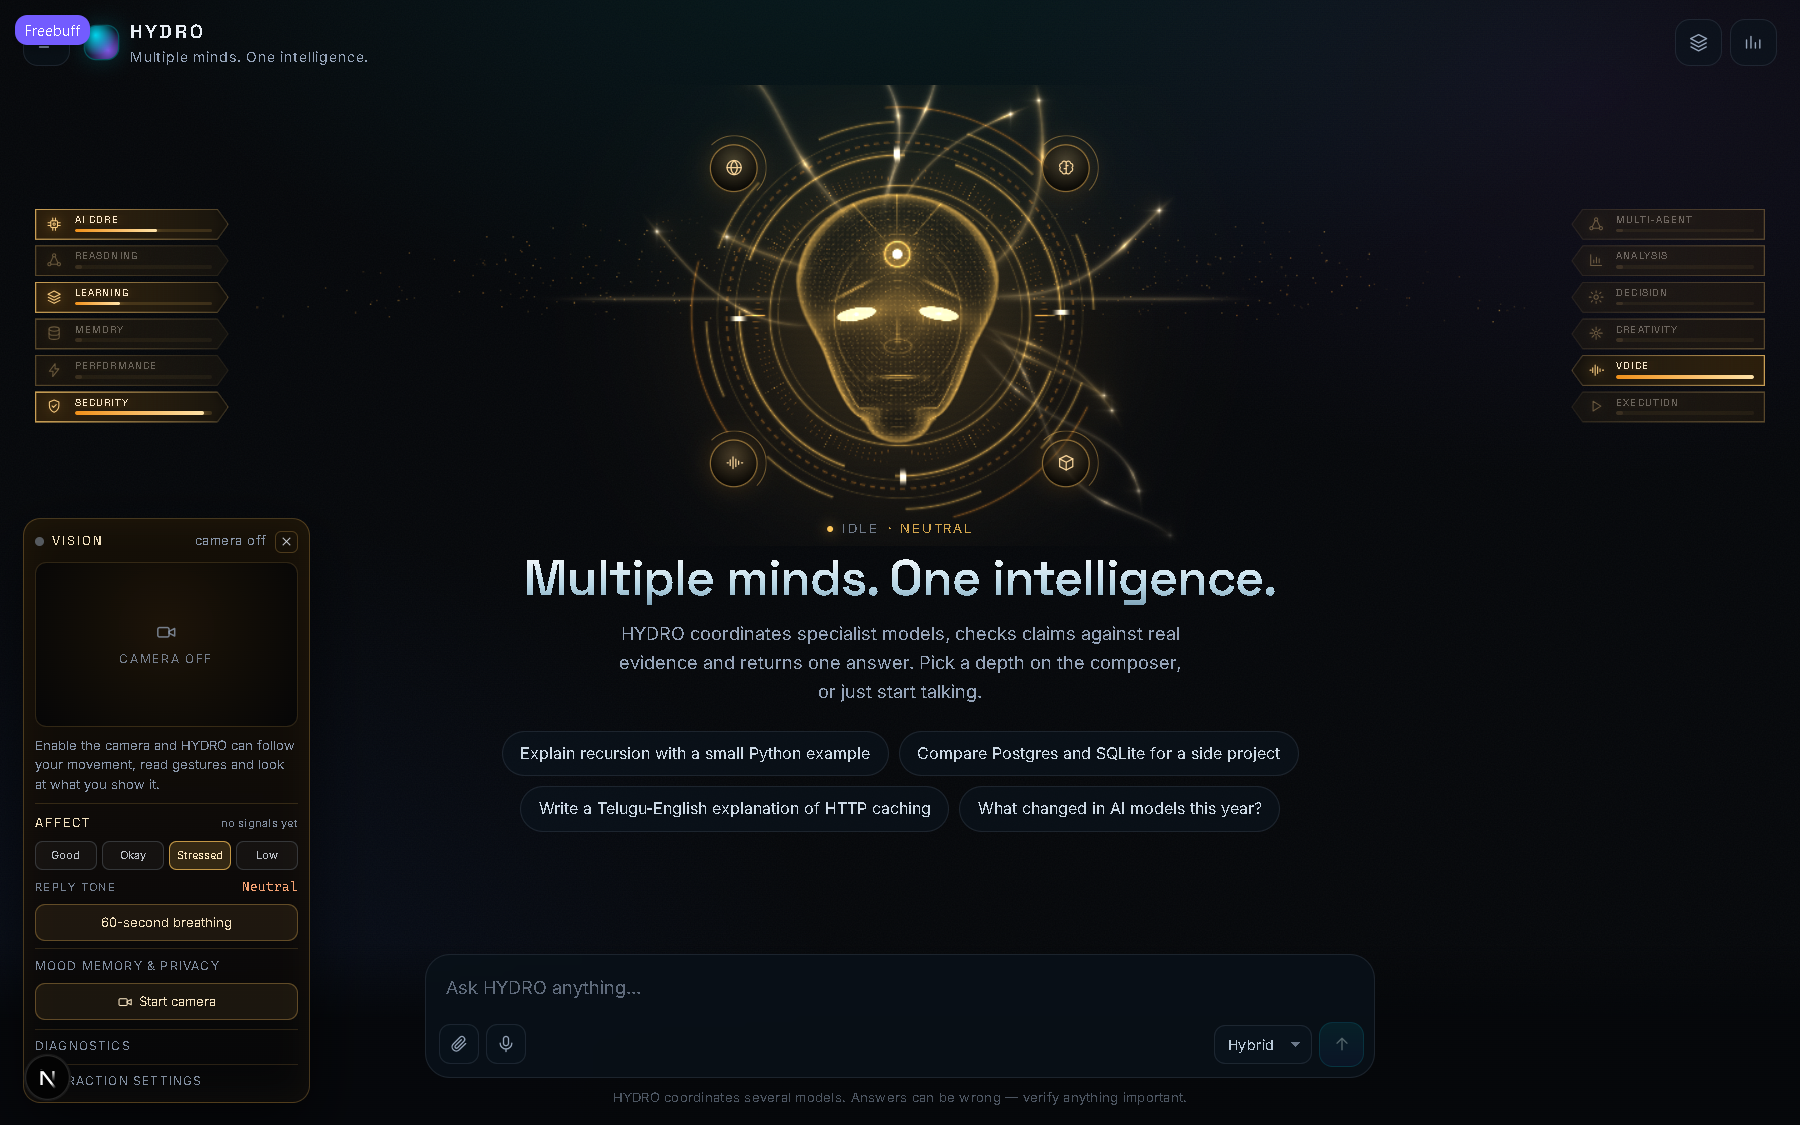 Freebuff
HYDRO
Multiple minds. One intelligence.
AI CORE
REASONING
LEARNING
MEMORY
PERFORMANCE
SECURITY
MULTI-AGENT
ANALYSIS
DECISION
CREATIVITY
VOICE
EXECUTION
IDLE · NEUTRAL
Multiple minds. One intelligence.
HYDRO coordinates specialist models, checks claims against real
evidence and returns one answer. Pick a depth on the composer,
or just start talking.
Explain recursion with a small Python example
Compare Postgres and SQLite for a side project
Write a Telugu-English explanation of HTTP caching
What changed in AI models this year?
VISION camera off
CAMERA OFF
Enable the camera and HYDRO can follow
your movement, read gestures and look
at what you show it.
AFFECT no signals yet
Good Okay Stressed Low
REPLY TONE Neutral
60-second breathing
MOOD MEMORY & PRIVACY
Start camera
DIAGNOSTICS
N RACTION SETTINGS
Ask HYDRO anything...
Hybrid
HYDRO coordinates several models. Answers can be wrong — verify anything important.